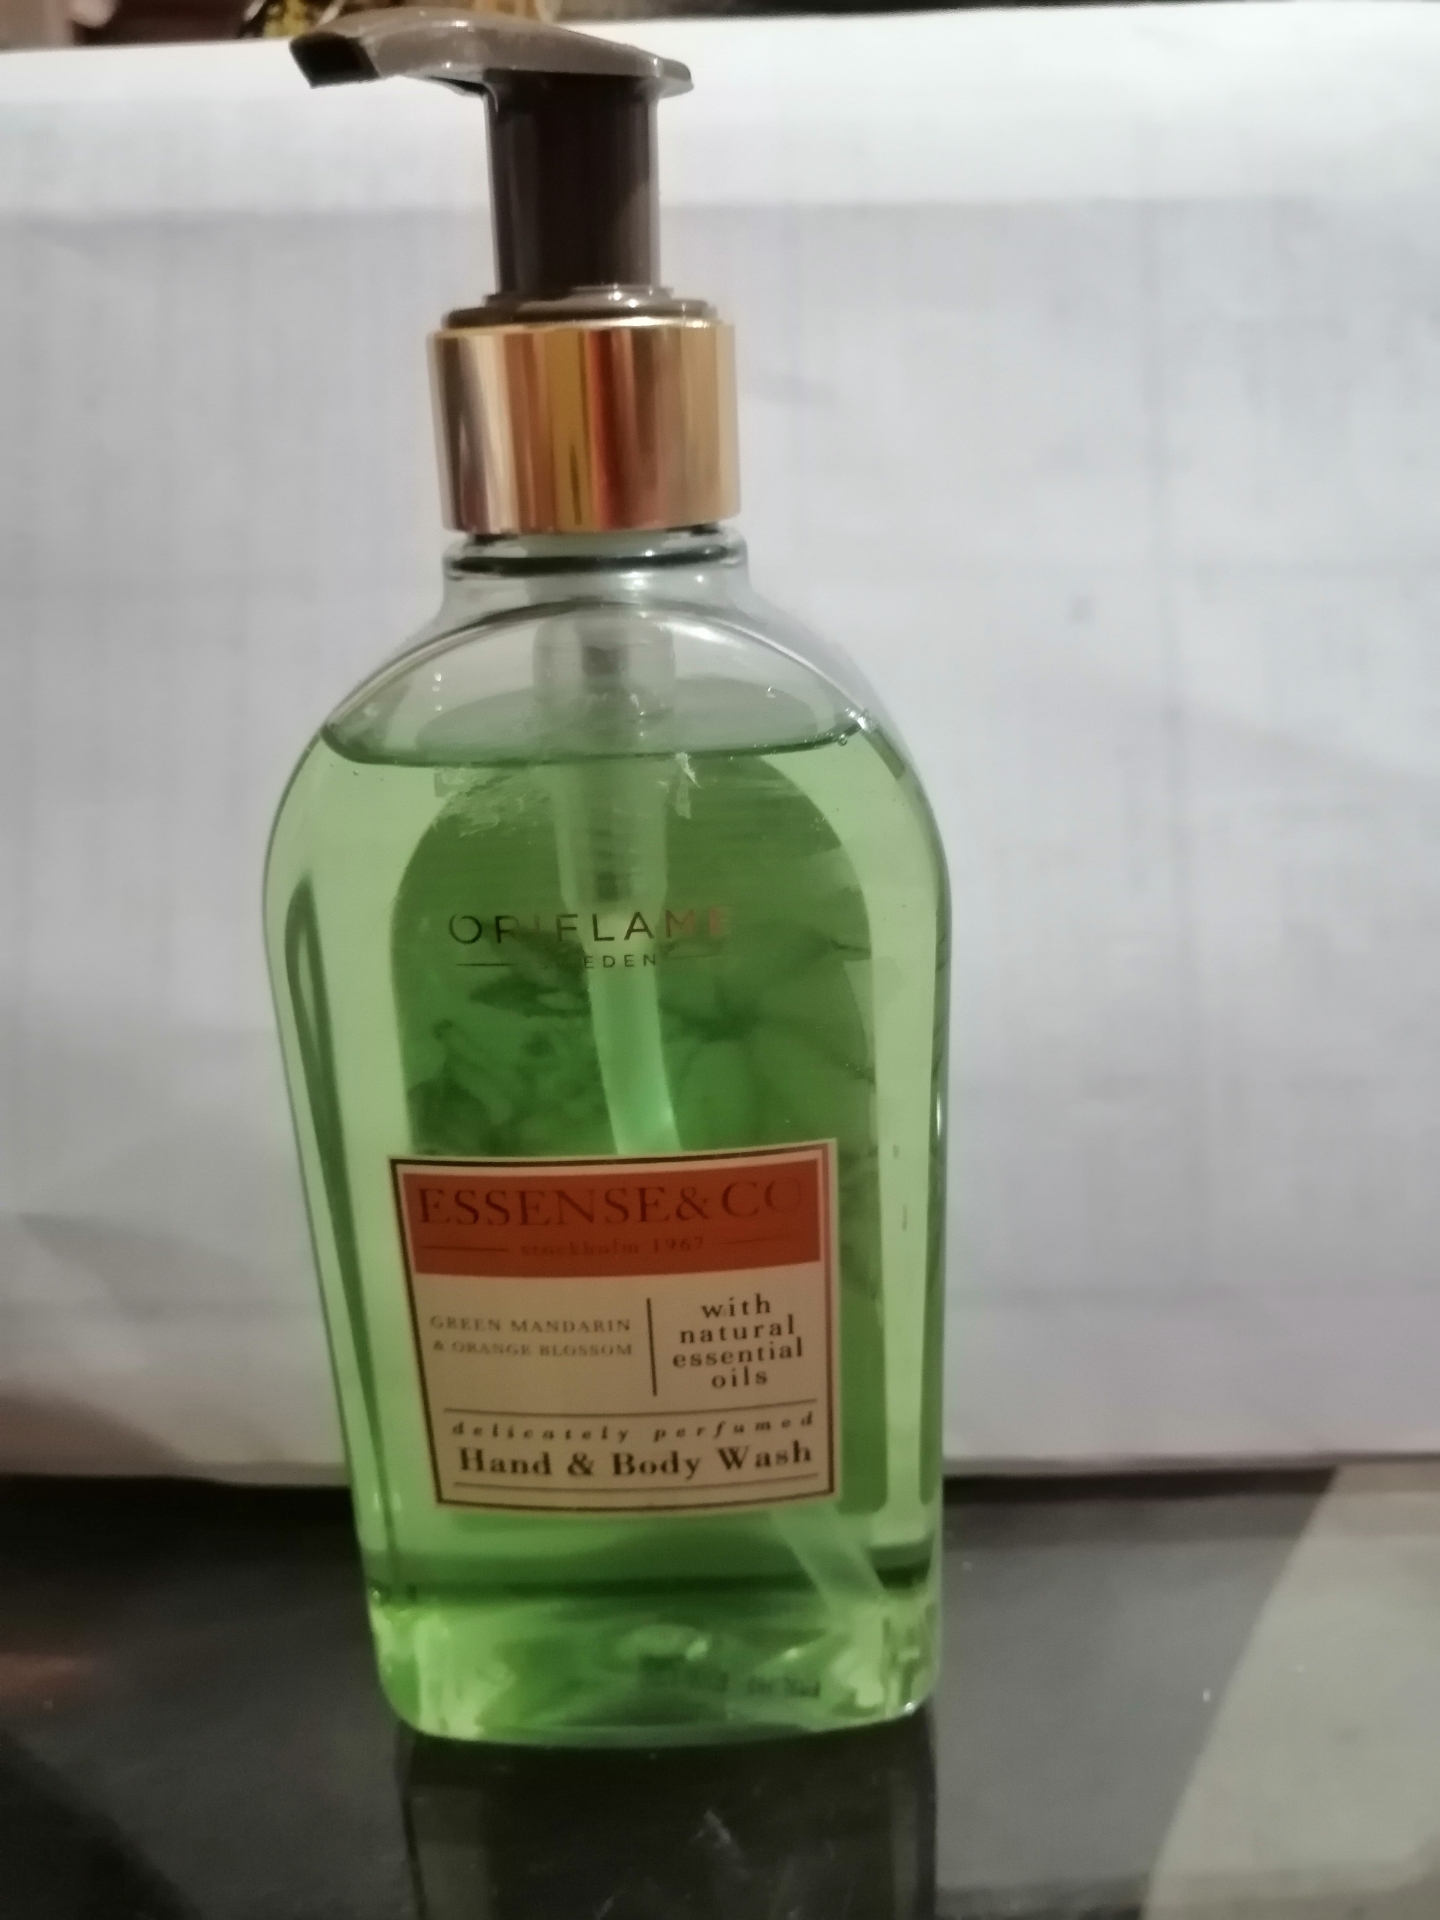 ORIFLAME
SWEDEN
ESSENSE&CO
stockholm 1967
GREEN MANDARIN
& ORANGE BLOSSOM
with
natural
essential
oils
delicately perfumed
Hand & Body Wash